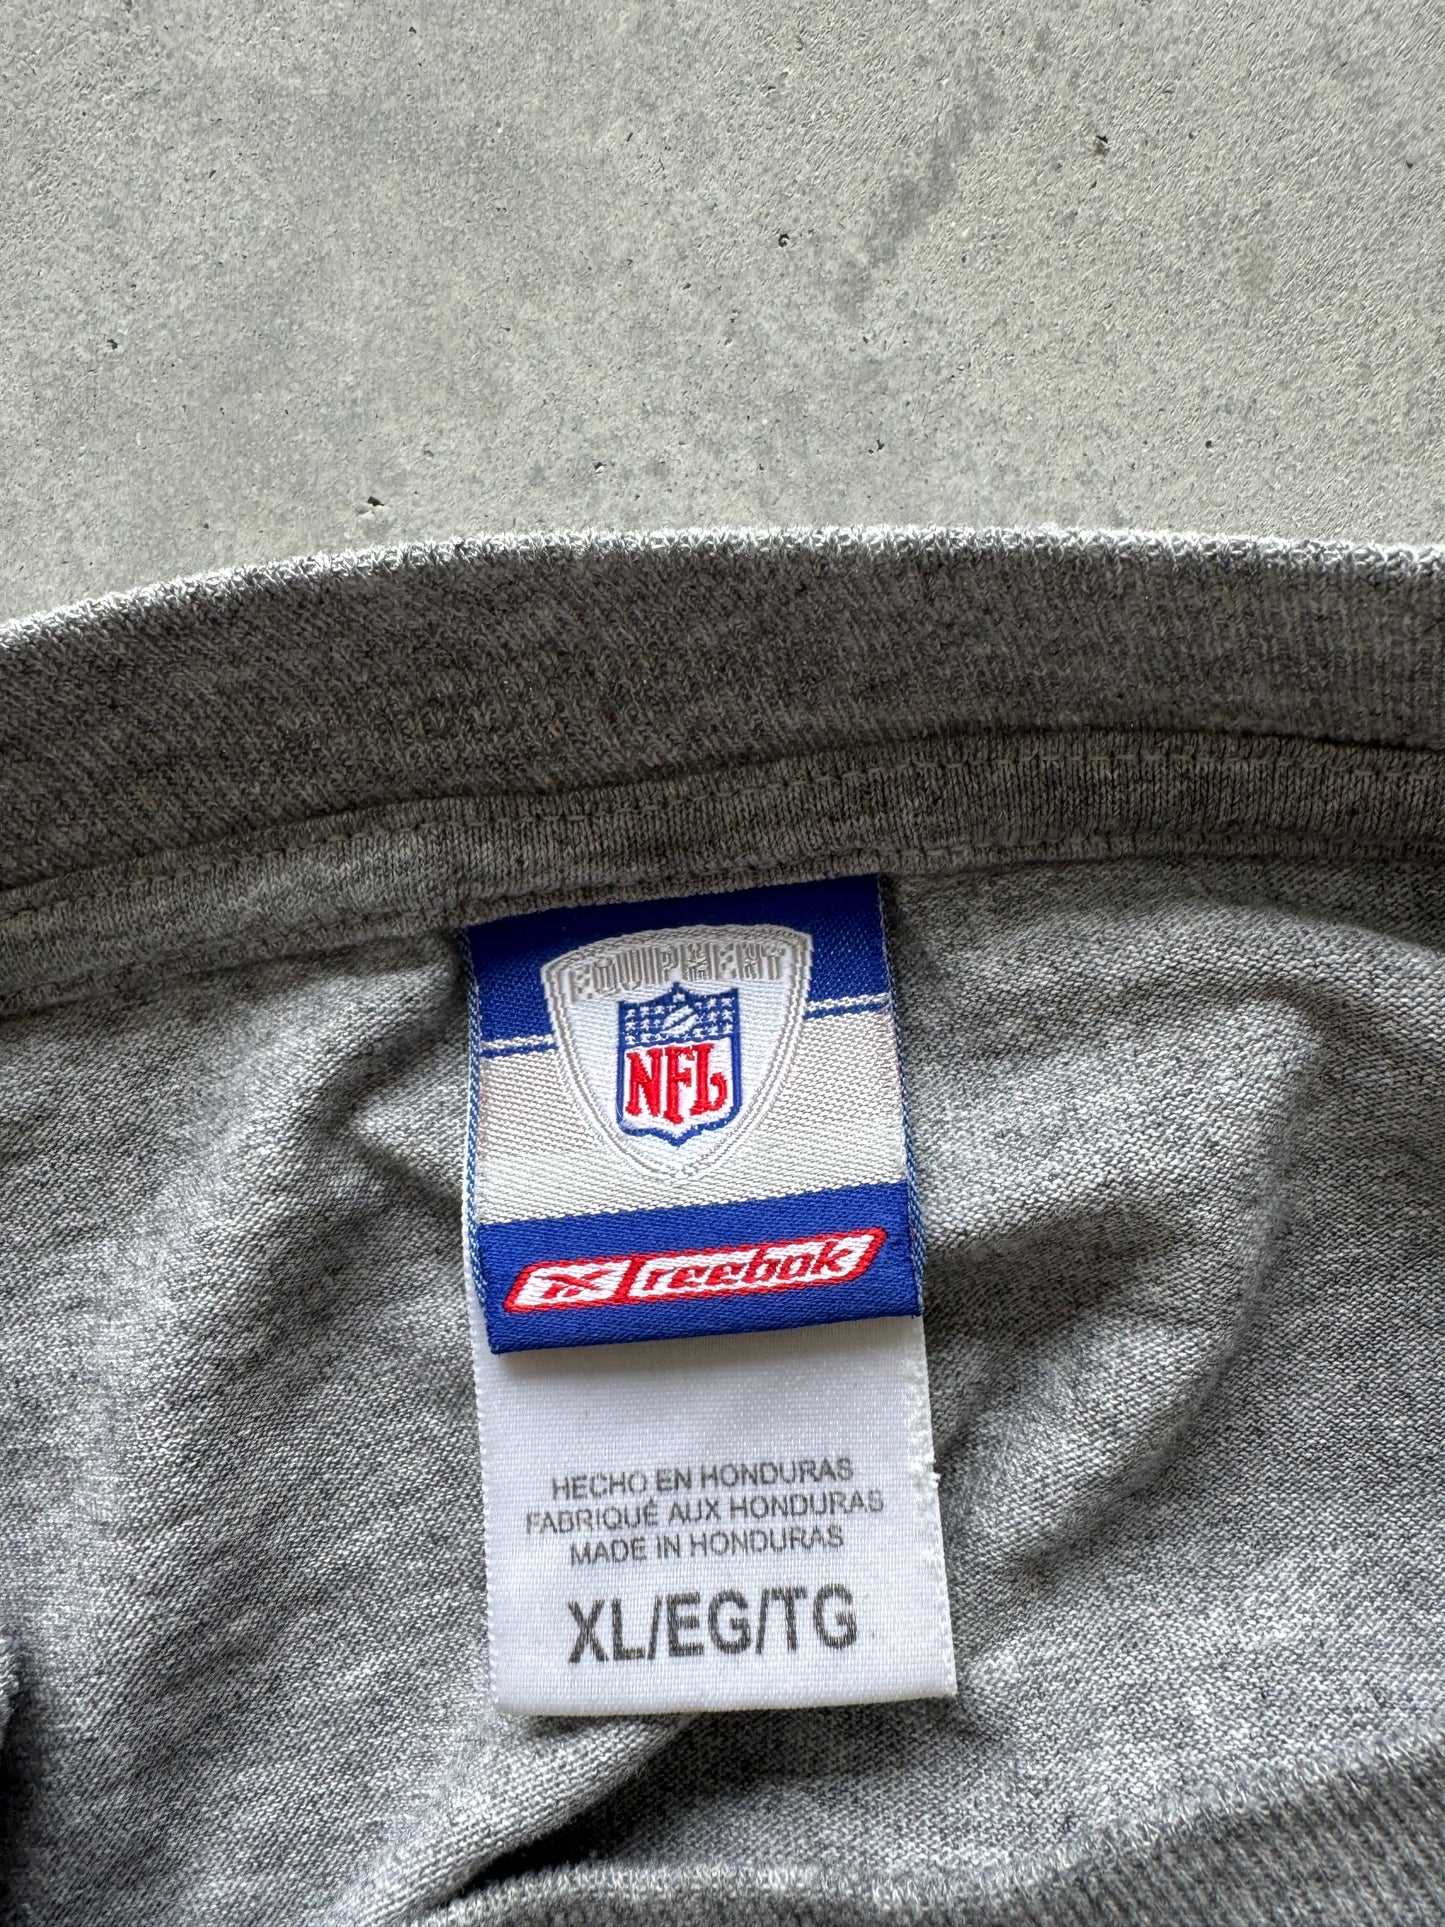 EQUIPMENT
NFL
Reebok
HECHO EN HONDURAS
FABRIQUÉ AUX HONDURAS
MADE IN HONDURAS
XL/EG/TG